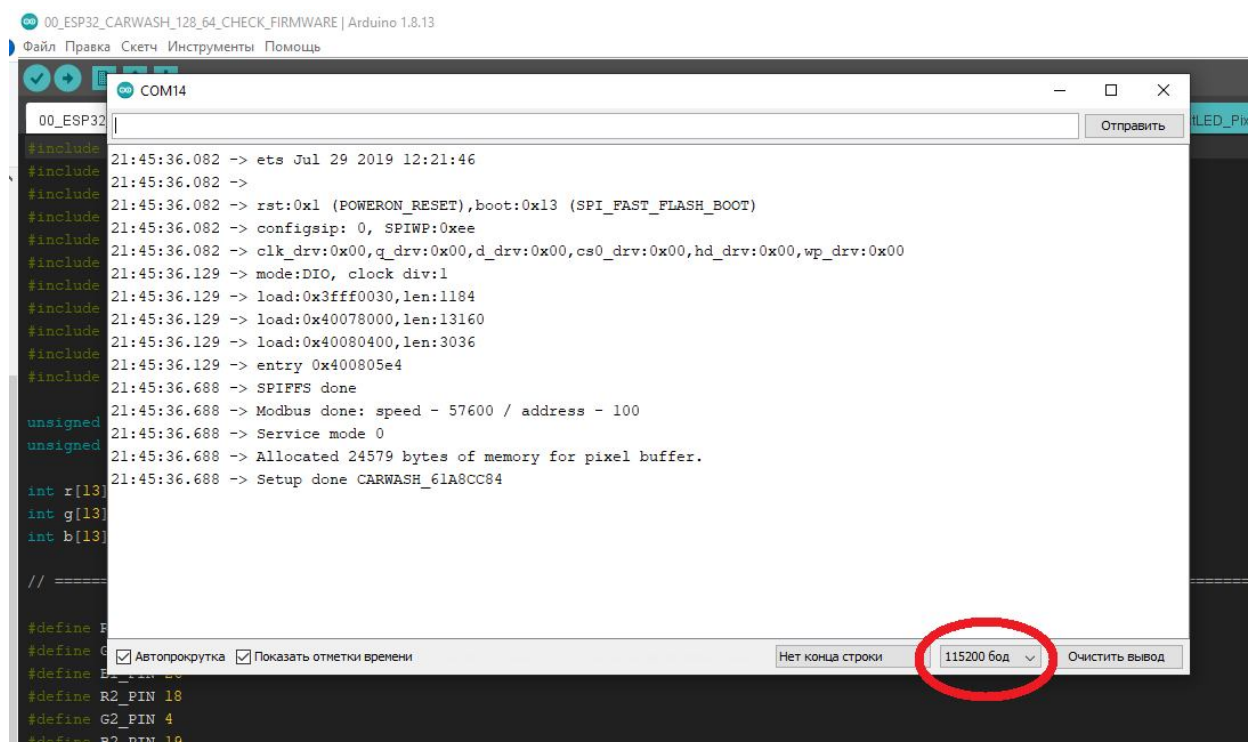 00_ESP32_CARWASH_128_64_CHECK_FIRMWARE | Arduino 1.8.13
Файл Правка Скетч Инструменты Помощь
COM14
00_ESP32
Отправить
tLED_Pix
#include
21:45:36.082 -> ets Jul 29 2019 12:21:46
#include
21:45:36.082 ->
#include
21:45:36.082 -> rst:0x1 (POWERON_RESET),boot:0x13 (SPI_FAST_FLASH_BOOT)
#include
21:45:36.082 -> configsip: 0, SPIWP:0xee
#include
21:45:36.082 -> clk_drv:0x00,q_drv:0x00,d_drv:0x00,cs0_drv:0x00,hd_drv:0x00,wp_drv:0x00
#include
21:45:36.129 -> mode:DIO, clock div:1
#include
21:45:36.129 -> load:0x3fff0030,len:1184
#include
21:45:36.129 -> load:0x40078000,len:13160
#include
21:45:36.129 -> load:0x40080400,len:3036
#include
21:45:36.129 -> entry 0x400805e4
#include
21:45:36.688 -> SPIFFS done
21:45:36.688 -> Modbus done: speed - 57600 / address - 100
unsigned
21:45:36.688 -> Service mode 0
unsigned
21:45:36.688 -> Allocated 24579 bytes of memory for pixel buffer.
21:45:36.688 -> Setup done CARWASH_61A8CC84
int r[13]
int g[13]
int b[13]
// =====
#define
#define G
Автопрокрутка Показать отметки времени
Нет конца строки
115200 бод
Очистить вывод
#define
#define R2_PIN 18
#define G2_PIN 4
#define B2_PIN 19